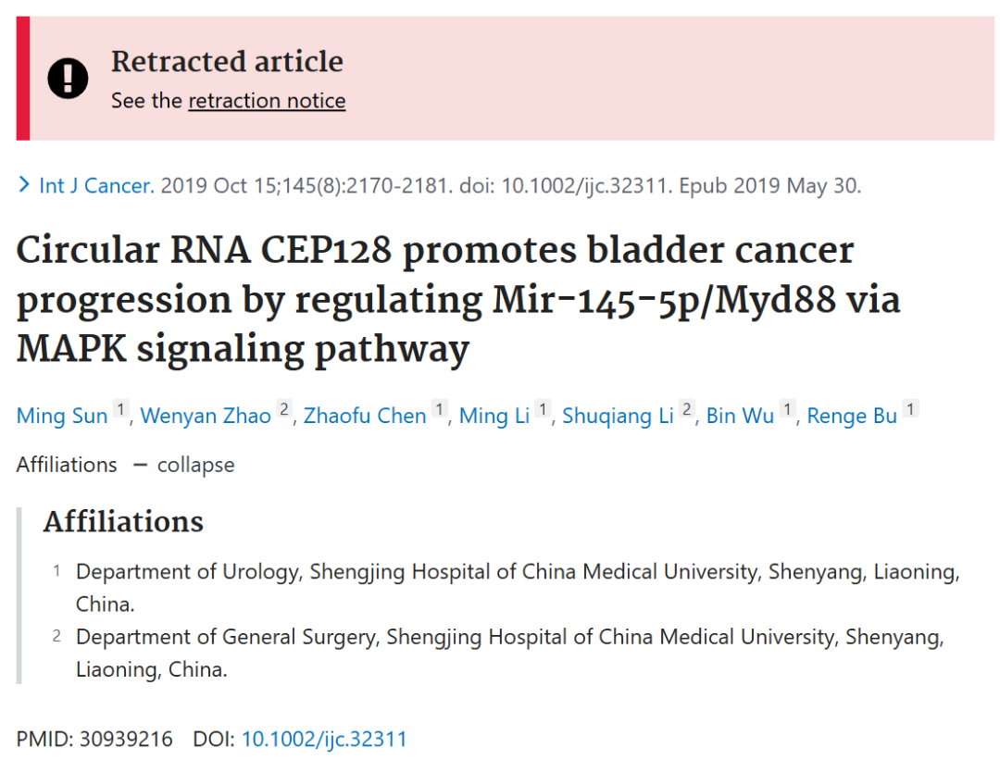 Retracted article
See the retraction notice
Int J Cancer. 2019 Oct 15;145(8):2170-2181. doi: 10.1002/ijc.32311. Epub 2019 May 30.
Circular RNA CEP128 promotes bladder cancer
progression by regulating Mir-145-5p/Myd88 via
MAPK signaling pathway
Ming Sun 1, Wenyan Zhao 2, Zhaofu Chen 1, Ming Li 1, Shuqiang Li 2, Bin Wu 1, Renge Bu 1
Affiliations − collapse
Affiliations
1 Department of Urology, Shengjing Hospital of China Medical University, Shenyang, Liaoning,
China.
2 Department of General Surgery, Shengjing Hospital of China Medical University, Shenyang,
Liaoning, China.
PMID: 30939216 DOI: 10.1002/ijc.32311